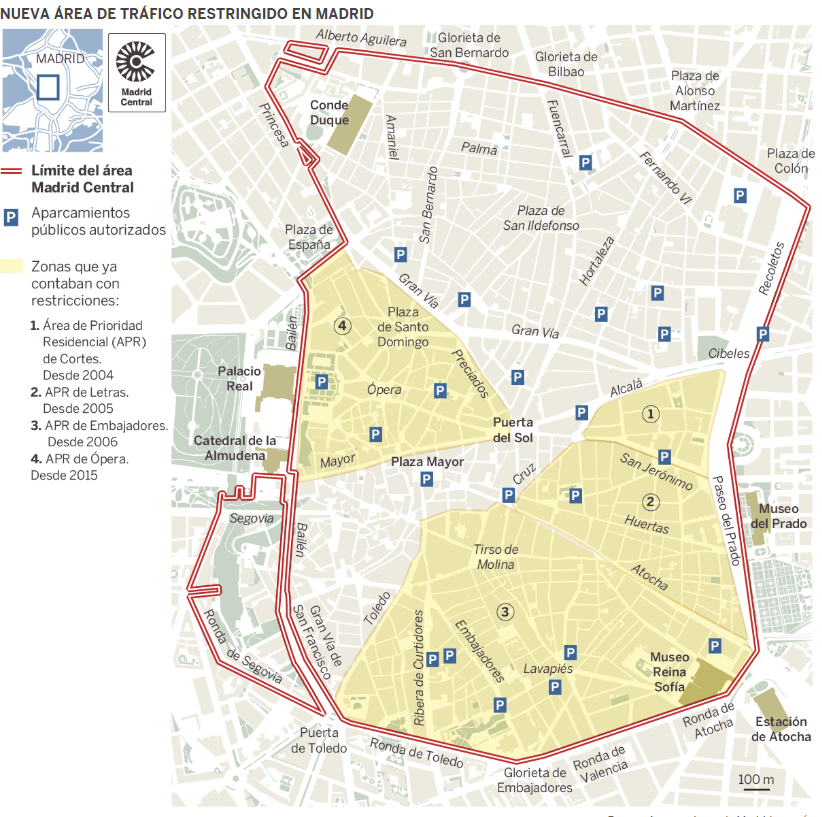 NUEVA ÁREA DE TRÁFICO RESTRINGIDO EN MADRID
MADRID
Madrid
Central
Límite del área
Madrid Central
P
Aparcamientos
públicos autorizados
Zonas que ya
contaban con
restricciones:
1. Área de Prioridad
Residencial (APR)
de Cortes.
Desde 2004
2. APR de Letras.
Desde 2005
3. APR de Embajadores.
Desde 2006
4. APR de Ópera.
Desde 2015
Alberto Aguilera
Glorieta de
San Bernardo
Glorieta de
Bilbao
Plaza de
Alonso
Martínez
Plaza de
Colón
Princesa
Conde
Duque
Amaniel
Palma
Fuencarral
P
Fernando VI
P
San Bernardo
Plaza de
San Ildefonso
Hortaleza
Recoletos
Plaza de
España
P
Gran Vía
P
P
P
P
P
Bailén
4
Plaza
de Santo
Domingo
Gran Vía
Cibeles
Preciados
Palacio
Real
P
Ópera
P
P
Alcalá
P
1
Puerta
del Sol
P
Catedral de la
Almudena
Mayor
Plaza Mayor
P
Cruz
P
San Jerónimo
P
P
2
Huertas
Paseo del Prado
Museo
del Prado
Segovia
Bailén
Tirso de
Molina
Atocha
Toledo
3
Gran Vía de
San Francisco
Ronda
de Segovia
Ribera de Curtidores
P
P
Embajadores
Lavapiés
P
P
P
P
Museo
Reina
Sofía
Ronda de
Atocha
Estación
de Atocha
Puerta
de Toledo
Ronda de Toledo
Glorieta de
Embajadores
Ronda de
Valencia
100 m